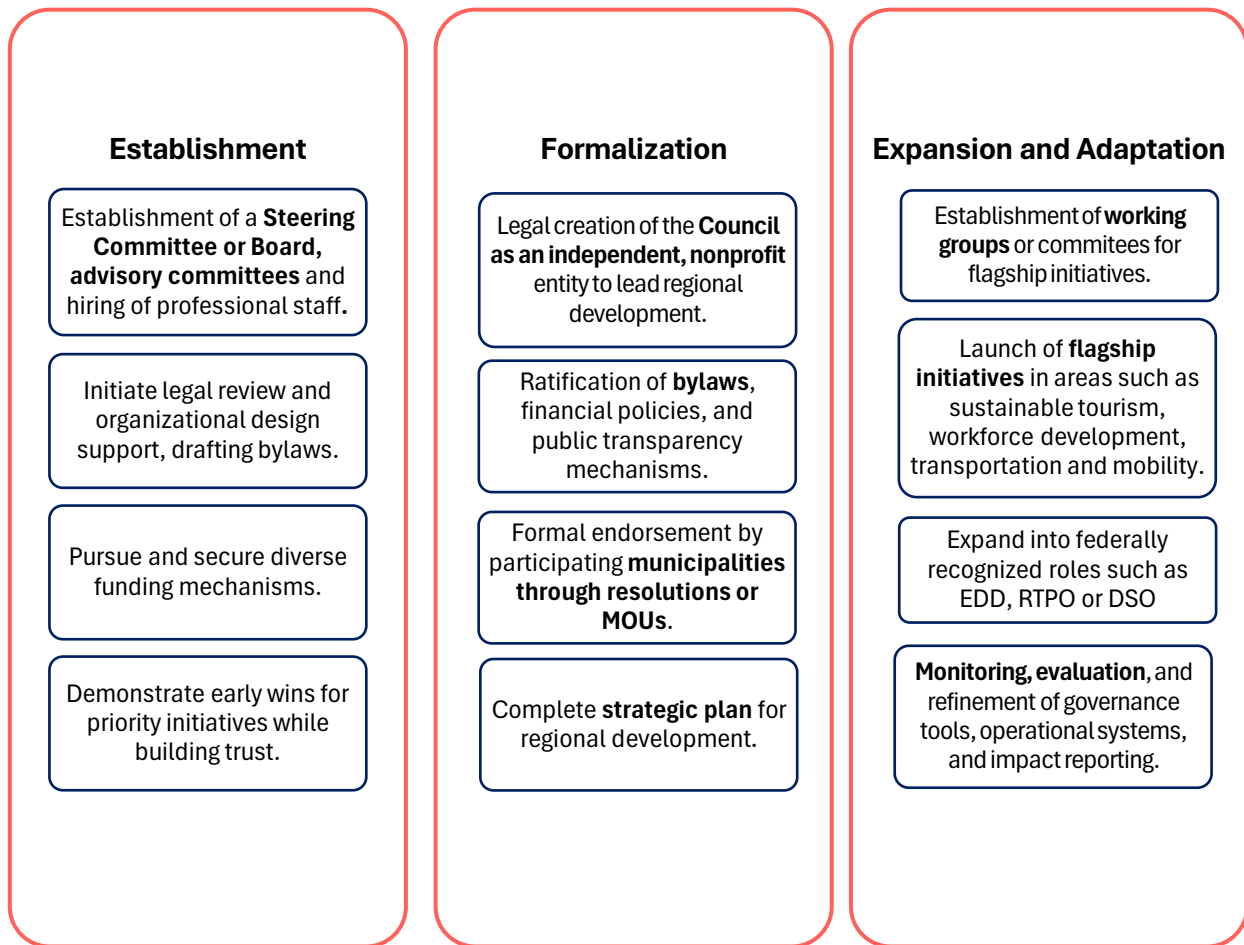 Establishment
Establishment of a Steering
Committee or Board,
advisory committees and
hiring of professional staff.
Initiate legal review and
organizational design
support, drafting bylaws.
Pursue and secure diverse
funding mechanisms.
Demonstrate early wins for
priority initiatives while
building trust.
Formalization
Legal creation of the Council
as an independent, nonprofit
entity to lead regional
development.
Ratification of bylaws,
financial policies, and
public transparency
mechanisms.
Formal endorsement by
participating municipalities
through resolutions or
MOUs.
Complete strategic plan for
regional development.
Expansion and Adaptation
Establishment of working
groups or commitees for
flagship initiatives.
Launch of flagship
initiatives in areas such as
sustainable tourism,
workforce development,
transportation and mobility.
Expand into federally
recognized roles such as
EDD, RTPO or DSO
Monitoring, evaluation, and
refinement of governance
tools, operational systems,
and impact reporting.